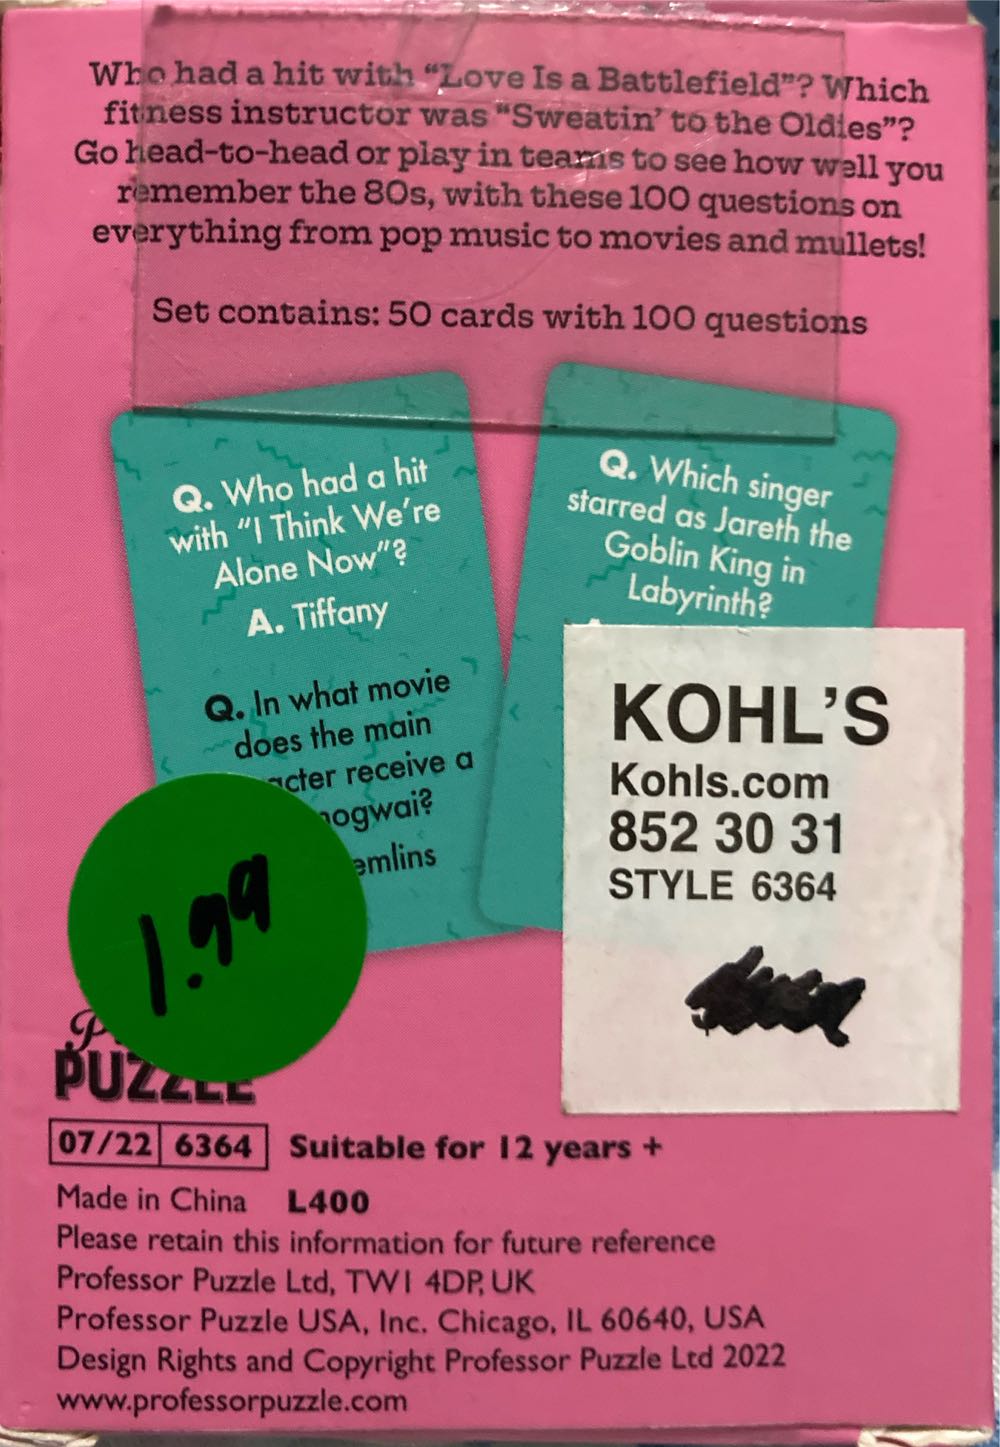 Who had a hit with “Love Is a Battlefield”? Which
fitness instructor was “Sweatin’ to the Oldies”?
Go head-to-head or play in teams to see how well you
remember the 80s, with these 100 questions on
everything from pop music to movies and mullets!
Set contains: 50 cards with 100 questions
Q. Who had a hit
with “I Think We’re
Alone Now”?
A. Tiffany
Q. In what movie
does the main
acter receive a
ogwai?
emlins
Q. Which singer
starred as Jareth the
Goblin King in
Labyrinth?
KOHL’S
Kohls.com
852 30 31
STYLE 6364
1.99
PUZZLE
07/22 6364 Suitable for 12 years +
Made in China L400
Please retain this information for future reference
Professor Puzzle Ltd, TW1 4DP, UK
Professor Puzzle USA, Inc. Chicago, IL 60640, USA
Design Rights and Copyright Professor Puzzle Ltd 2022
www.professorpuzzle.com